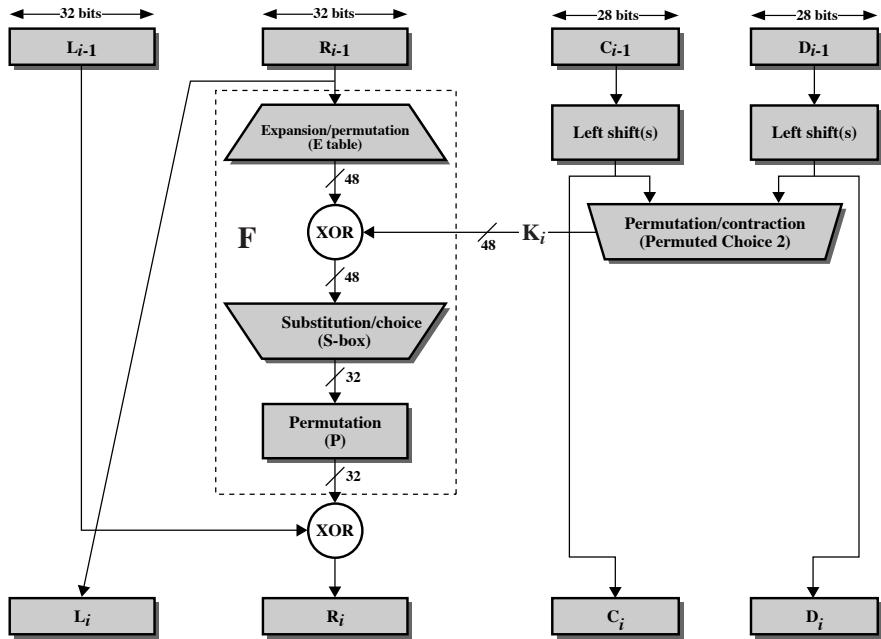 32 bits
32 bits
28 bits
28 bits
Li-1
Ri-1
Ci-1
Di-1
Expansion/permutation
(E table)
Left shift(s)
Left shift(s)
48
F
XOR
48
Ki
Permutation/contraction
(Permuted Choice 2)
48
Substitution/choice
(S-box)
32
Permutation
(P)
32
XOR
Li
Ri
Ci
Di